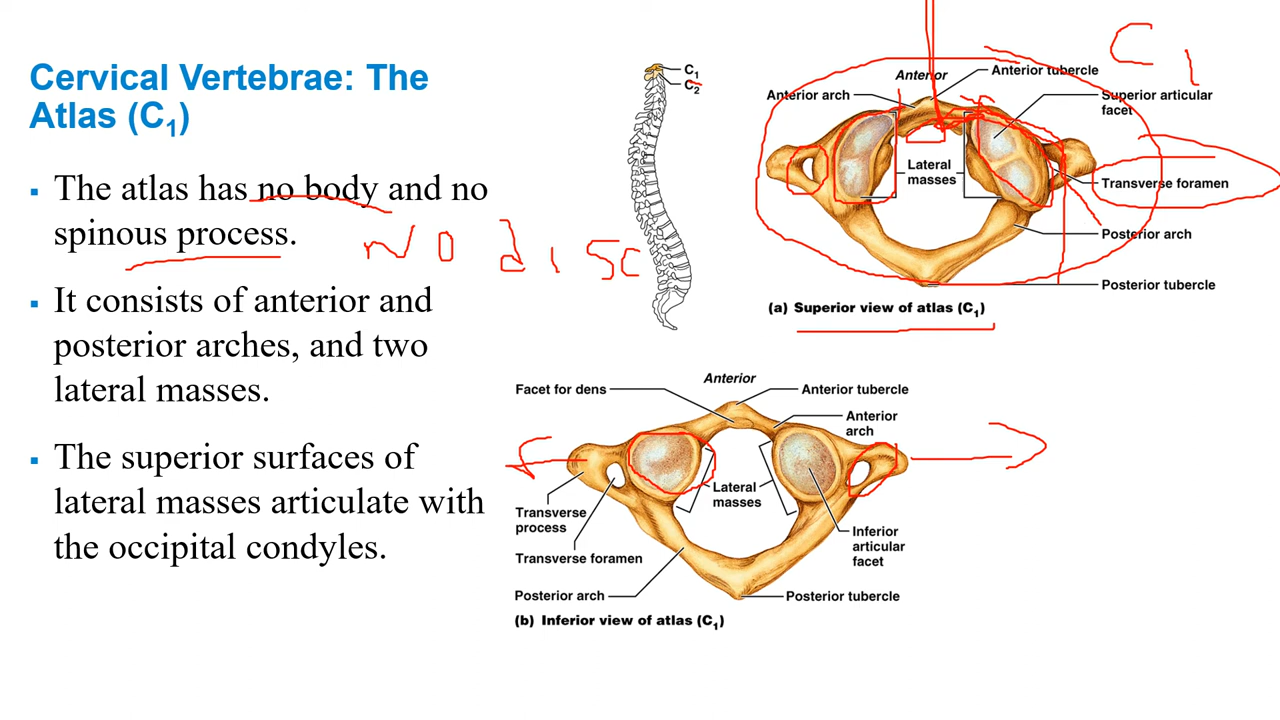 Cervical Vertebrae: The
Atlas (C1)
▪ The atlas has no body and no
spinous process.
No disc
▪ It consists of anterior and
posterior arches, and two
lateral masses.
▪ The superior surfaces of
lateral masses articulate with
the occipital condyles.
C1
C2
C1
Anterior
Anterior tubercle
Anterior arch
Superior articular
facet
Lateral
masses
Transverse foramen
Posterior arch
Posterior tubercle
(a) Superior view of atlas (C1)
Anterior
Facet for dens
Anterior tubercle
Anterior
arch
Lateral
masses
Transverse
process
Inferior
articular
facet
Transverse foramen
Posterior arch
Posterior tubercle
(b) Inferior view of atlas (C1)